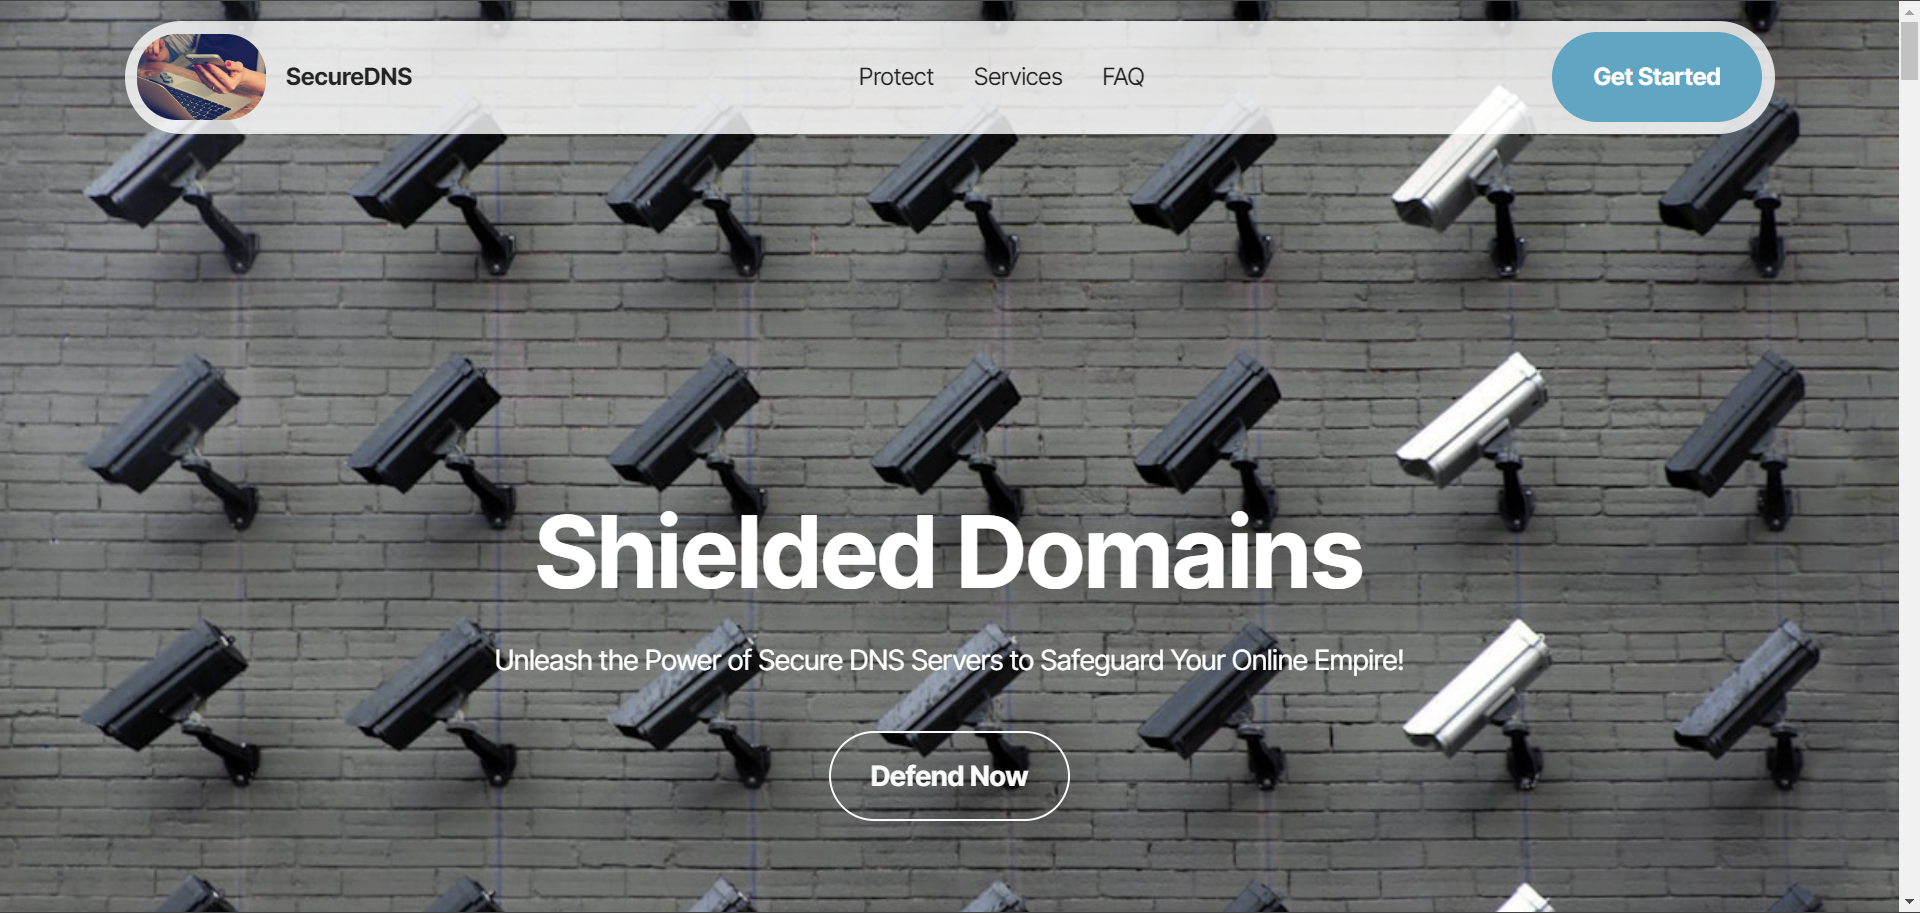 SecureDNS
Protect
Services
FAQ
Get Started
Shielded Domains
Unleash the Power of Secure DNS Servers to Safeguard Your Online Empire!
Defend Now